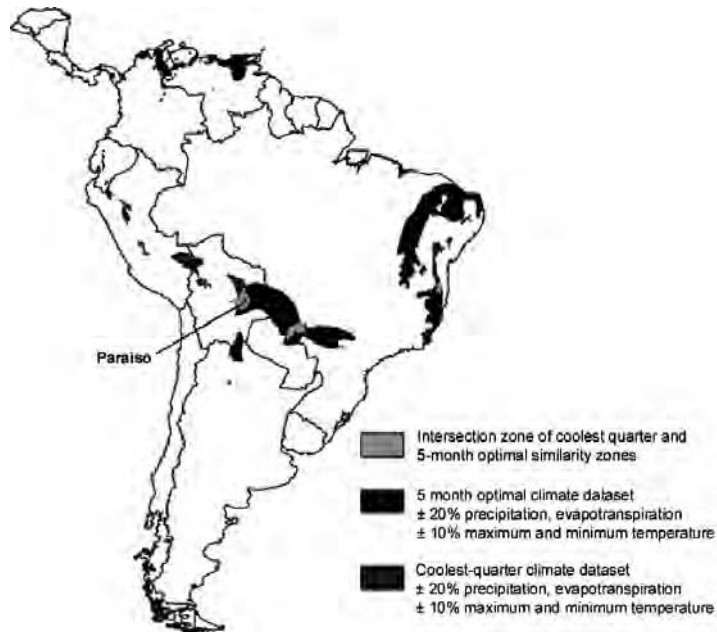 Paraiso
Intersection zone of coolest quarter and
5-month optimal similarity zones
5 month optimal climate dataset
± 20% precipitation, evapotranspiration
± 10% maximum and minimum temperature
Coolest-quarter climate dataset
± 20% precipitation, evapotranspiration
± 10% maximum and minimum temperature